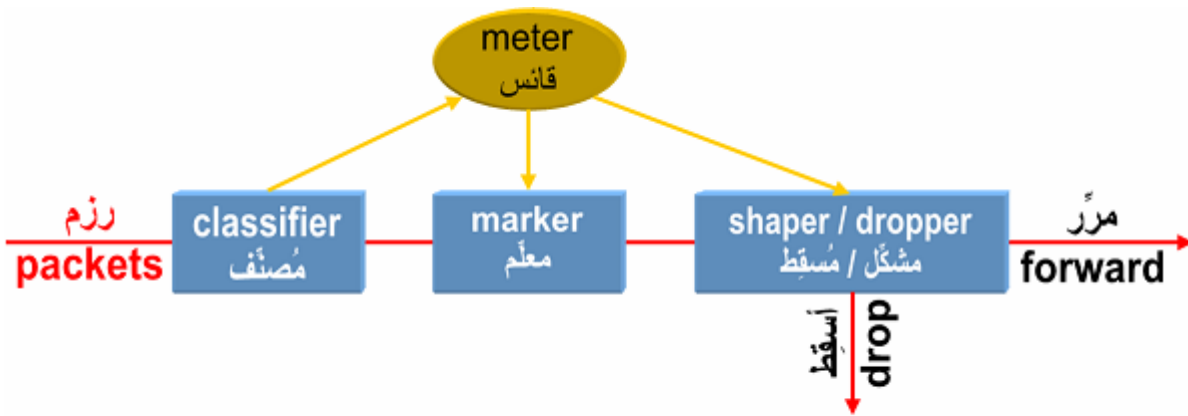 meter
قائس
رزم
packets
classifier
مُصنّف
marker
معلّم
shaper / dropper
مشكّل / مُسقِط
مرِّر
forward
أسقِط
drop